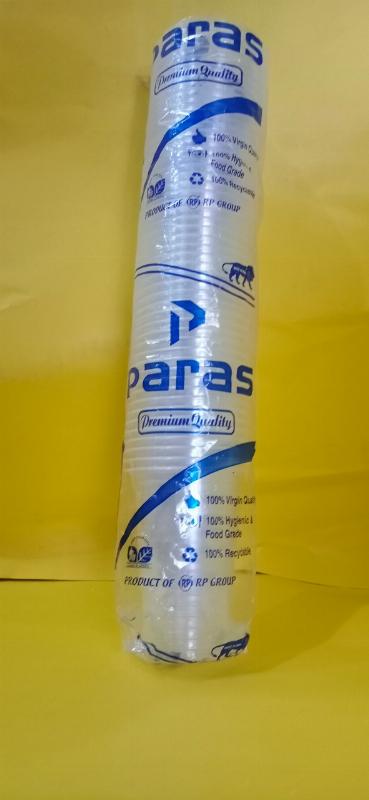 Paras
Premium Quality
100% Virgin Quality
100% Hygienic
Food Grade
100% Recyclable
PRODUCT OF RP RP GROUP
P
Paras
Premium Quality
100% Virgin Quality
100% Hygienic &
Food Grade
100% Recyclable
PRODUCT OF RP RP GROUP